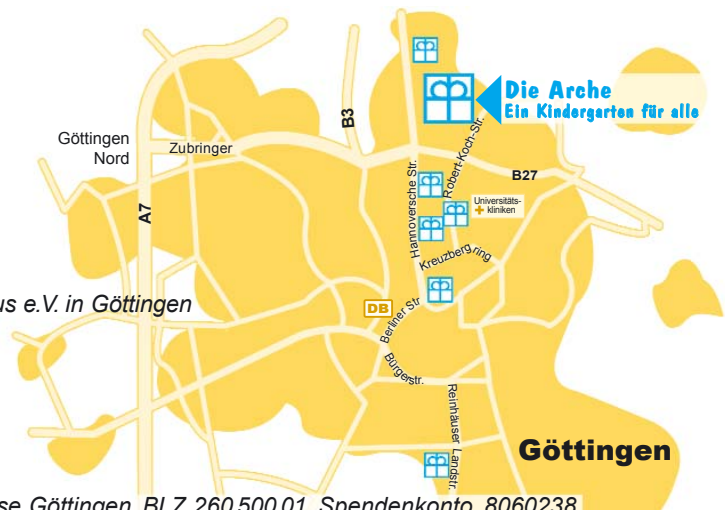 Die Arche
Ein Kindergarten für alle
B3
Göttingen
Nord
Zubringer
Robert-Koch-Str.
B27
Hannoversche Str.
Universitäts-
kliniken
A7
Kreuzbergring
us e.V. in Göttingen
DB
Berliner Str
Bürgerstr.
Reinhäuser Landstr.
Göttingen
se Göttingen, BLZ 260 500 01, Spendenkonto 8060238